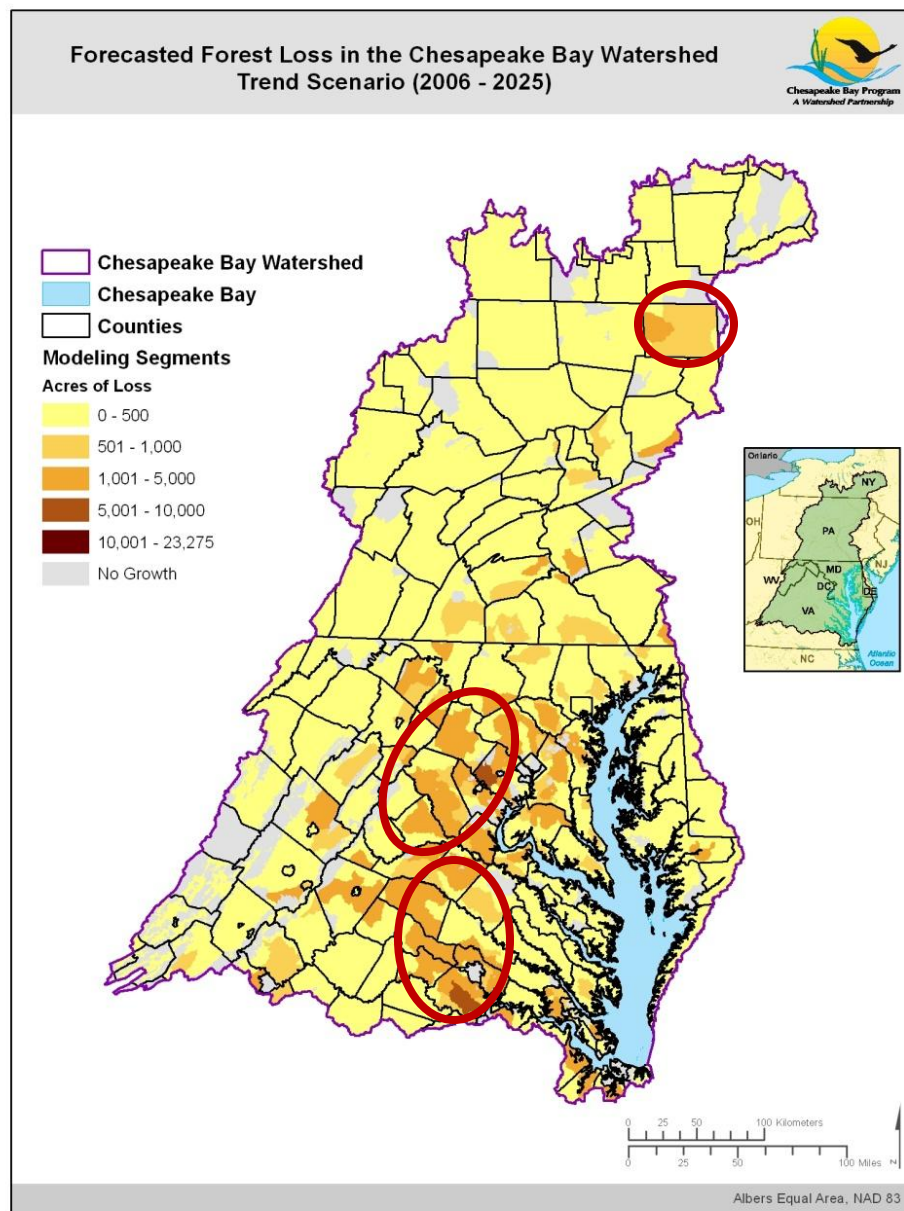 Forecasted Forest Loss in the Chesapeake Bay Watershed
Trend Scenario (2006 - 2025)
Chesapeake Bay Program
A Watershed Partnership
Chesapeake Bay Watershed
Chesapeake Bay
Counties
Modeling Segments
Acres of Loss
0 - 500
501 - 1,000
1,001 - 5,000
5,001 - 10,000
10,001 - 23,275
No Growth
Ontario
NY
PA
OH
NJ
MD
WV
DC
DE
VA
NC
Atlantic
Ocean
0 25 50 100 Kilometers
0 25 50 100 Miles
N
Albers Equal Area, NAD 83